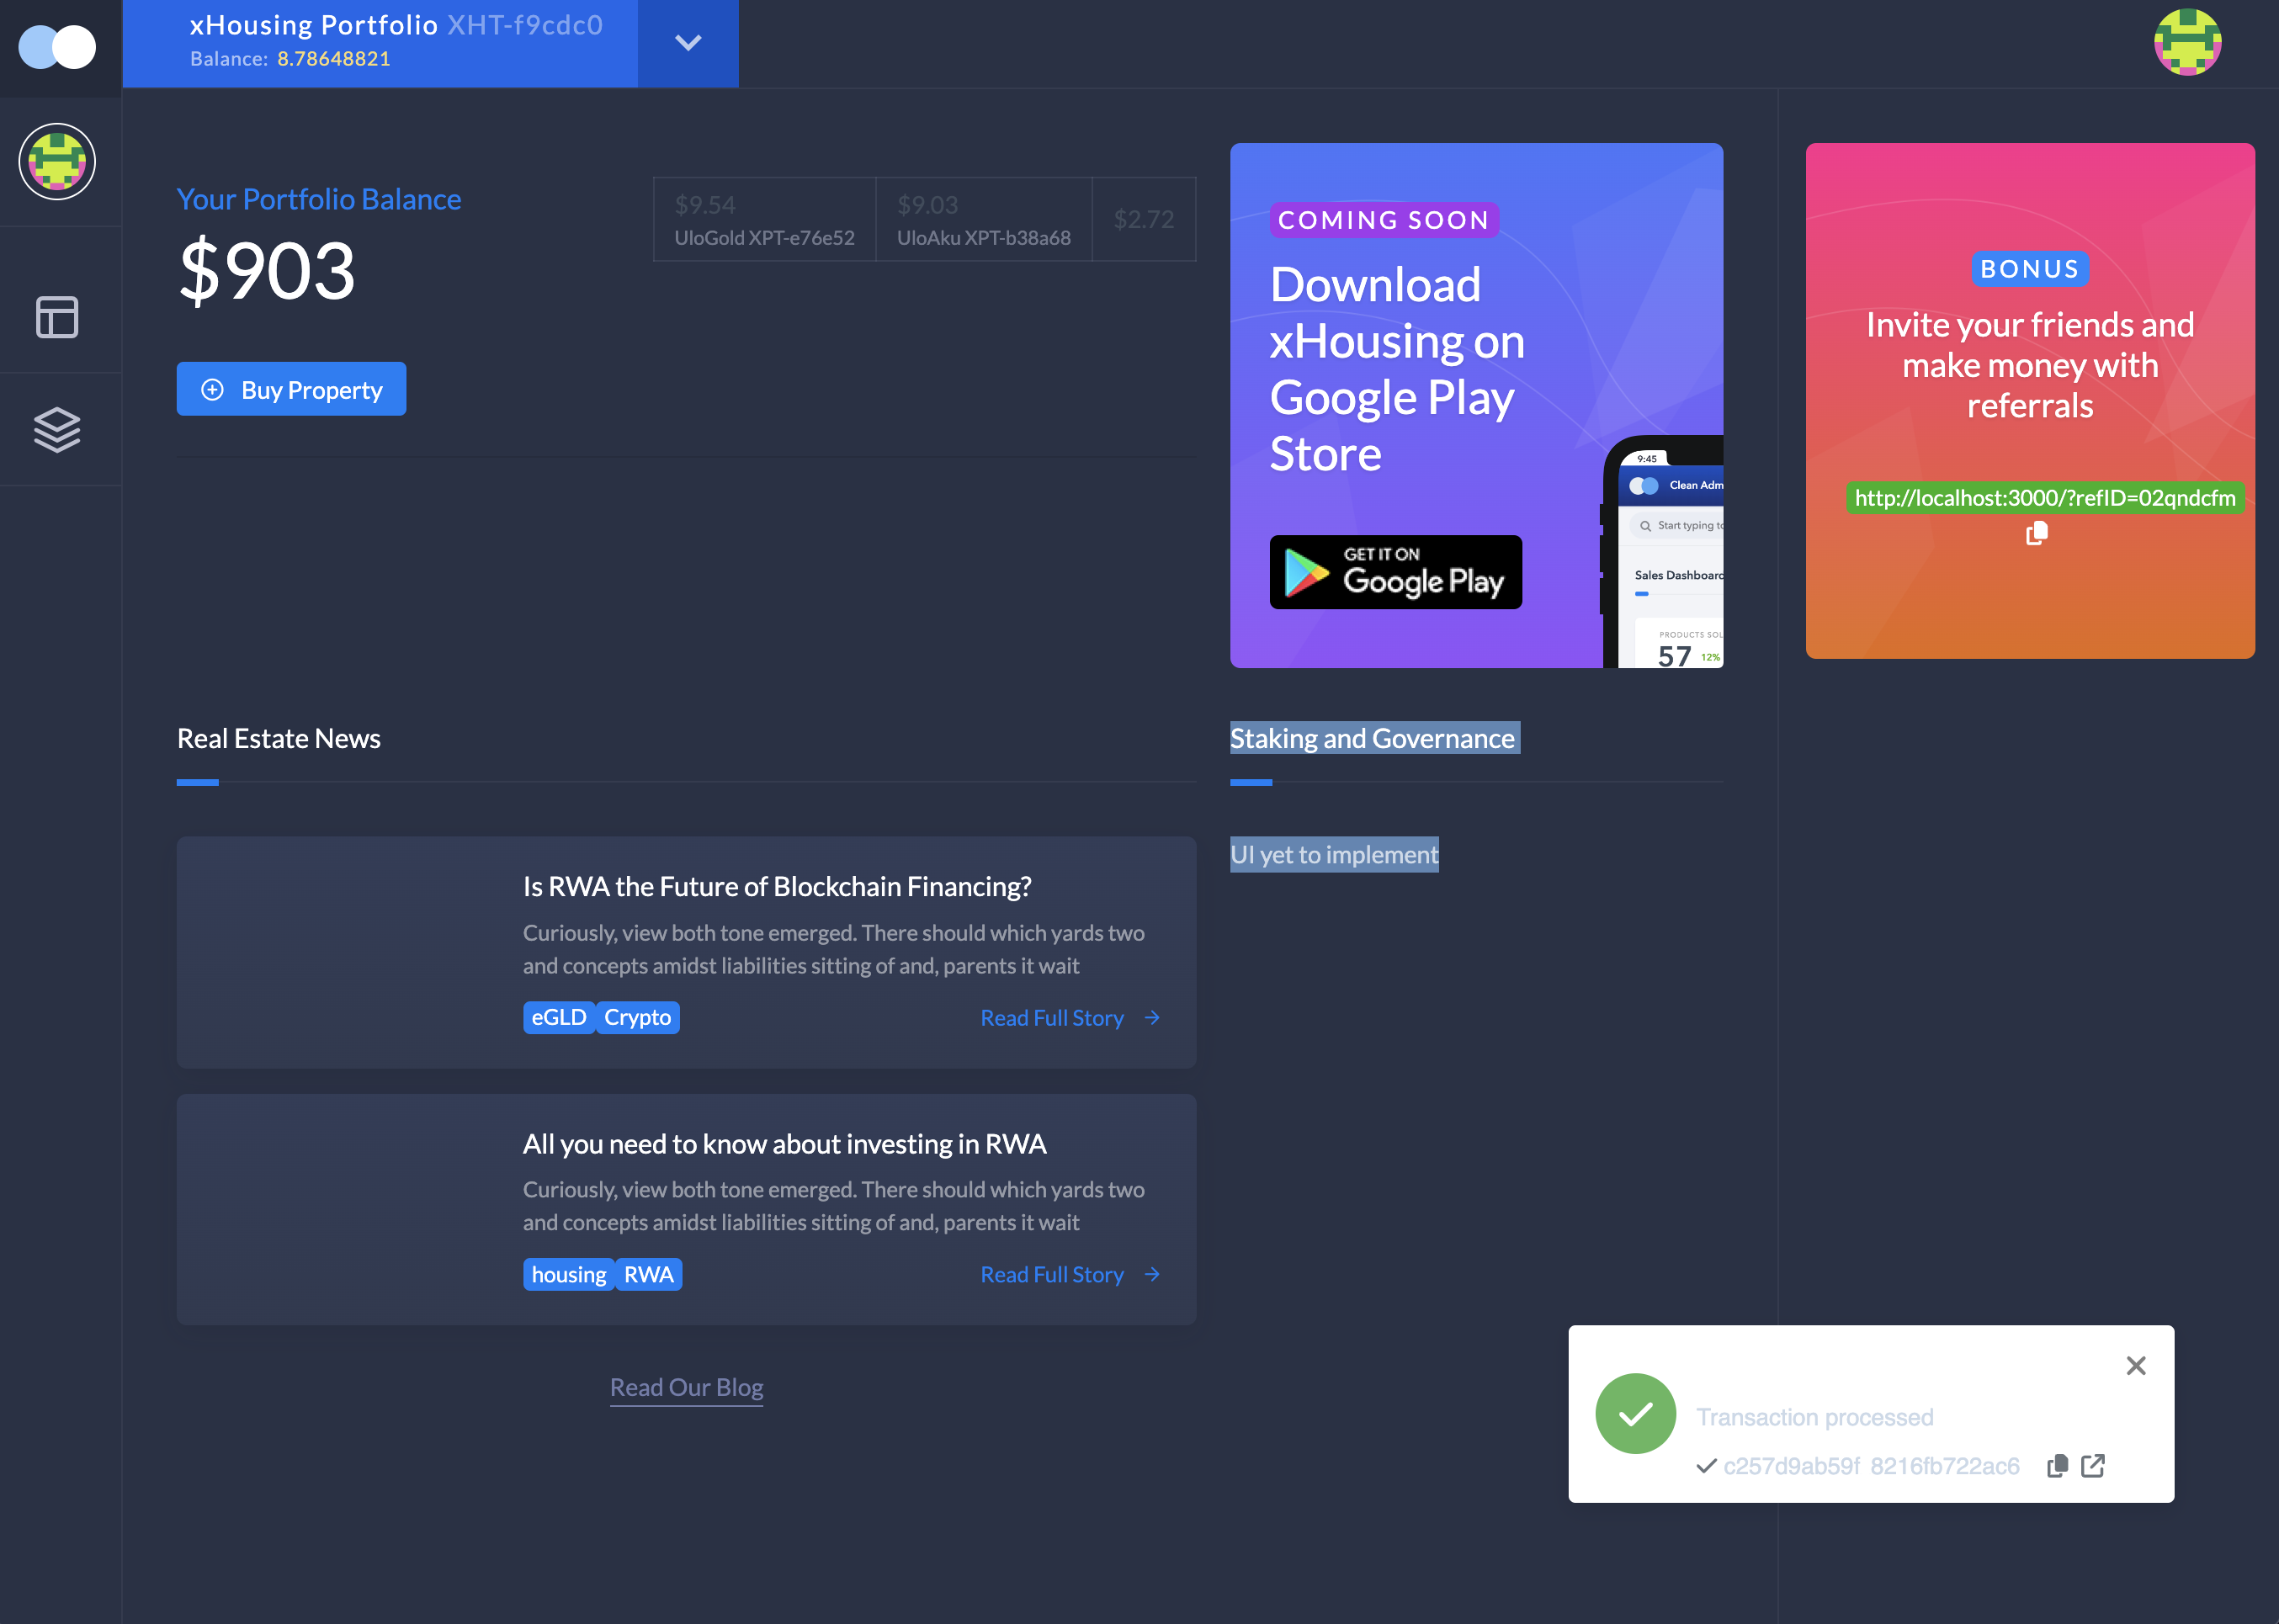 xHousing Portfolio XHT-f9cdc0
Balance: 8.78648821
Your Portfolio Balance
$903
$9.54
UloGold XPT-e76e52
$9.03
UloAku XPT-b38a68
$2.72
Buy Property
COMING SOON
Download
xHousing on
Google Play
Store
GET IT ON
Google Play
9:45
Clean Adm
Start typing to
Sales Dashboard
PRODUCTS SOL
57 12%
BONUS
Invite your friends and
make money with
referrals
http://localhost:3000/?refID=02qndcfm
Real Estate News
Is RWA the Future of Blockchain Financing?
Curiously, view both tone emerged. There should which yards two
and concepts amidst liabilities sitting of and, parents it wait
eGLD Crypto
Read Full Story
All you need to know about investing in RWA
Curiously, view both tone emerged. There should which yards two
and concepts amidst liabilities sitting of and, parents it wait
housing RWA
Read Full Story
Read Our Blog
Staking and Governance
UI yet to implement
Transaction processed
c257d9ab59f 8216fb722ac6